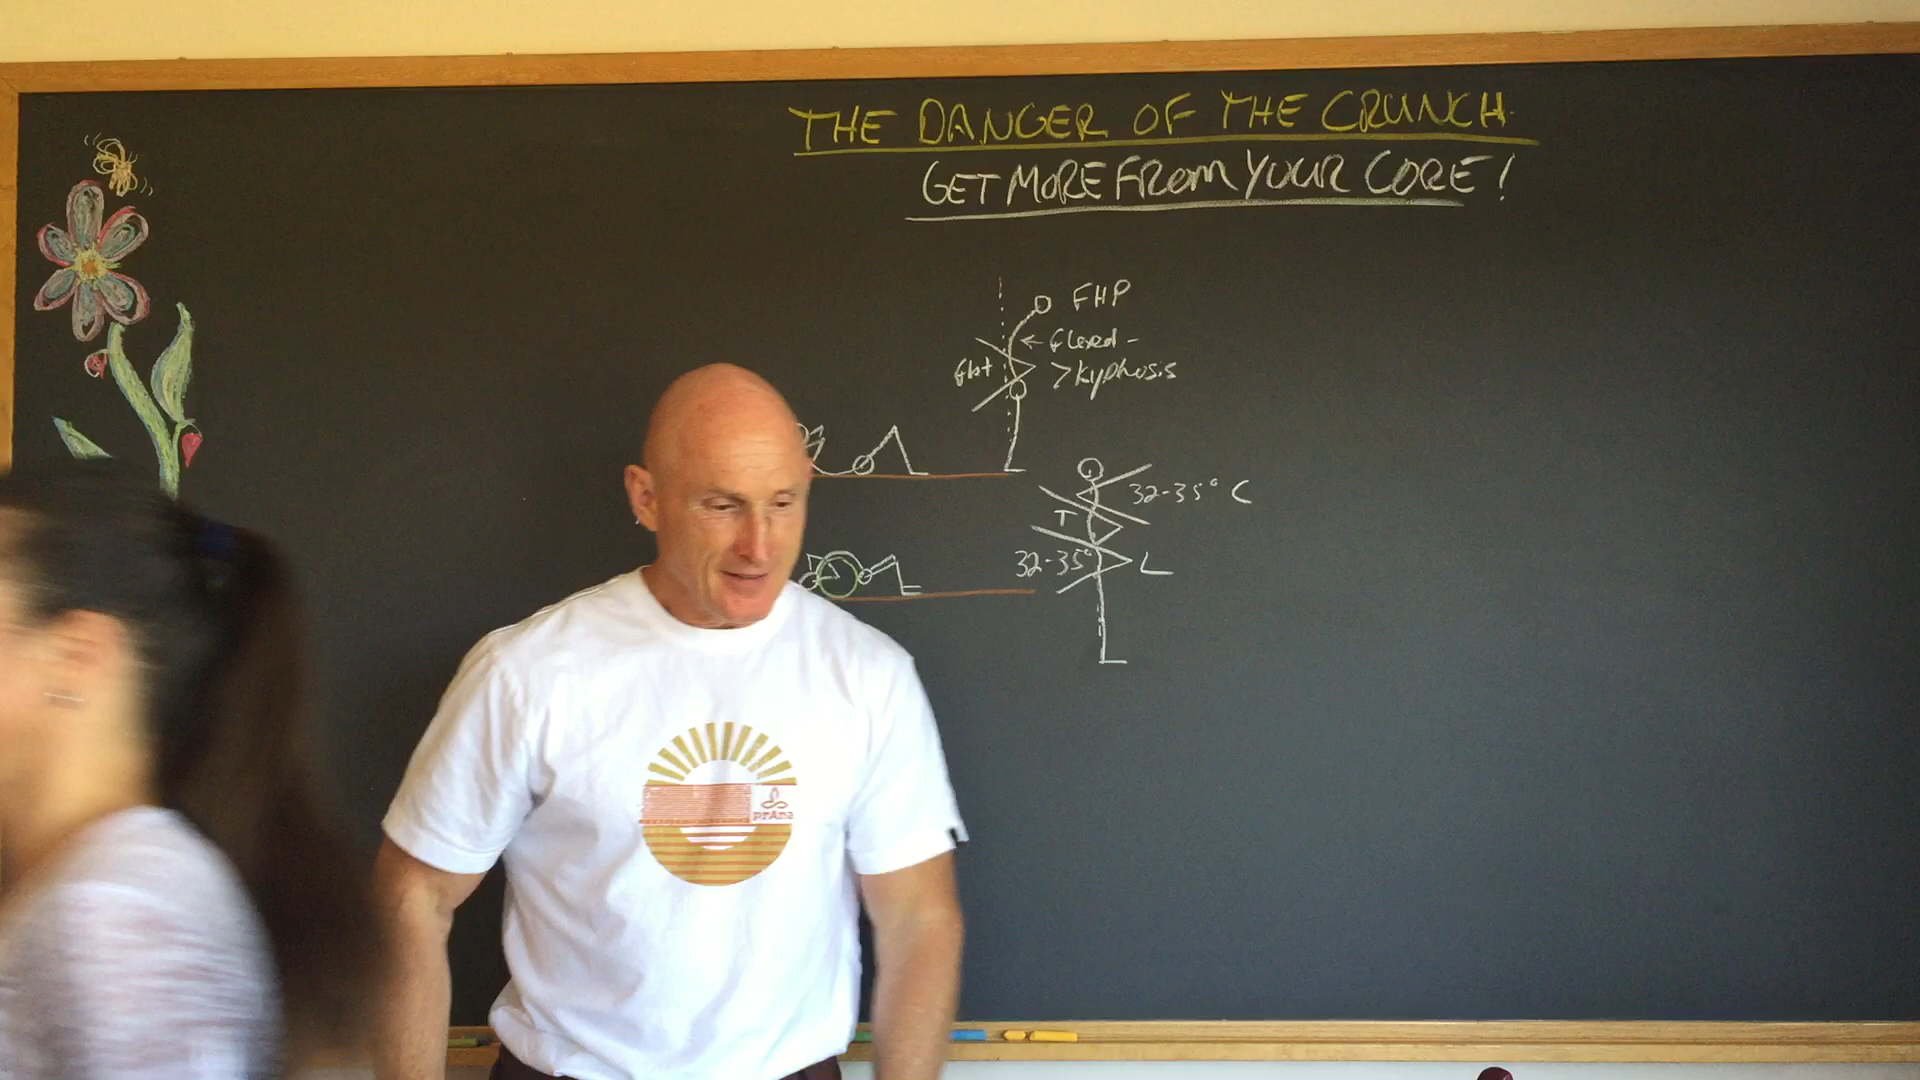 THE DANGER OF THE CRUNCH
GET MORE FROM YOUR CORE!
FHP
← flexed -
flat
>kyphosis
32-35° C
T
32-35° L
prAna